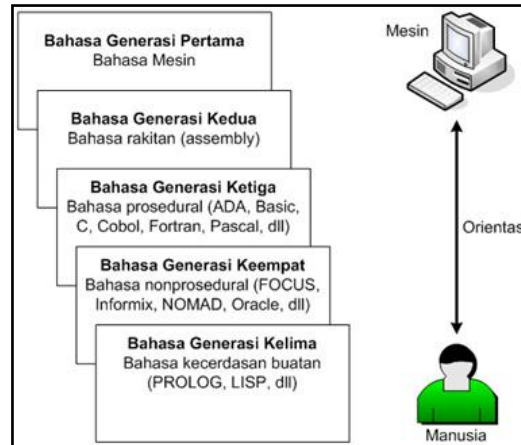 Bahasa Generasi Pertama
Bahasa Mesin
Bahasa Generasi Kedua
Bahasa rakitan (assembly)
Bahasa Generasi Ketiga
Bahasa prosedural (ADA, Basic,
C, Cobol, Fortran, Pascal, dll)
Bahasa Generasi Keempat
Bahasa nonprosedural (FOCUS,
Informix, NOMAD, Oracle, dll)
Bahasa Generasi Kelima
Bahasa kecerdasan buatan
(PROLOG, LISP, dll)
Mesin
Orientas
Manusia